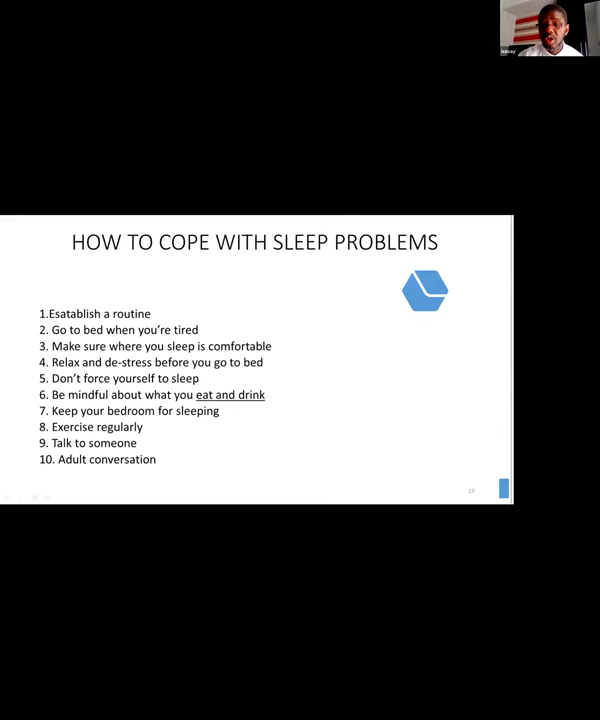 HOW TO COPE WITH SLEEP PROBLEMS
1.Esatablish a routine
2. Go to bed when you’re tired
3. Make sure where you sleep is comfortable
4. Relax and de-stress before you go to bed
5. Don’t force yourself to sleep
6. Be mindful about what you eat and drink
7. Keep your bedroom for sleeping
8. Exercise regularly
9. Talk to someone
10. Adult conversation
13